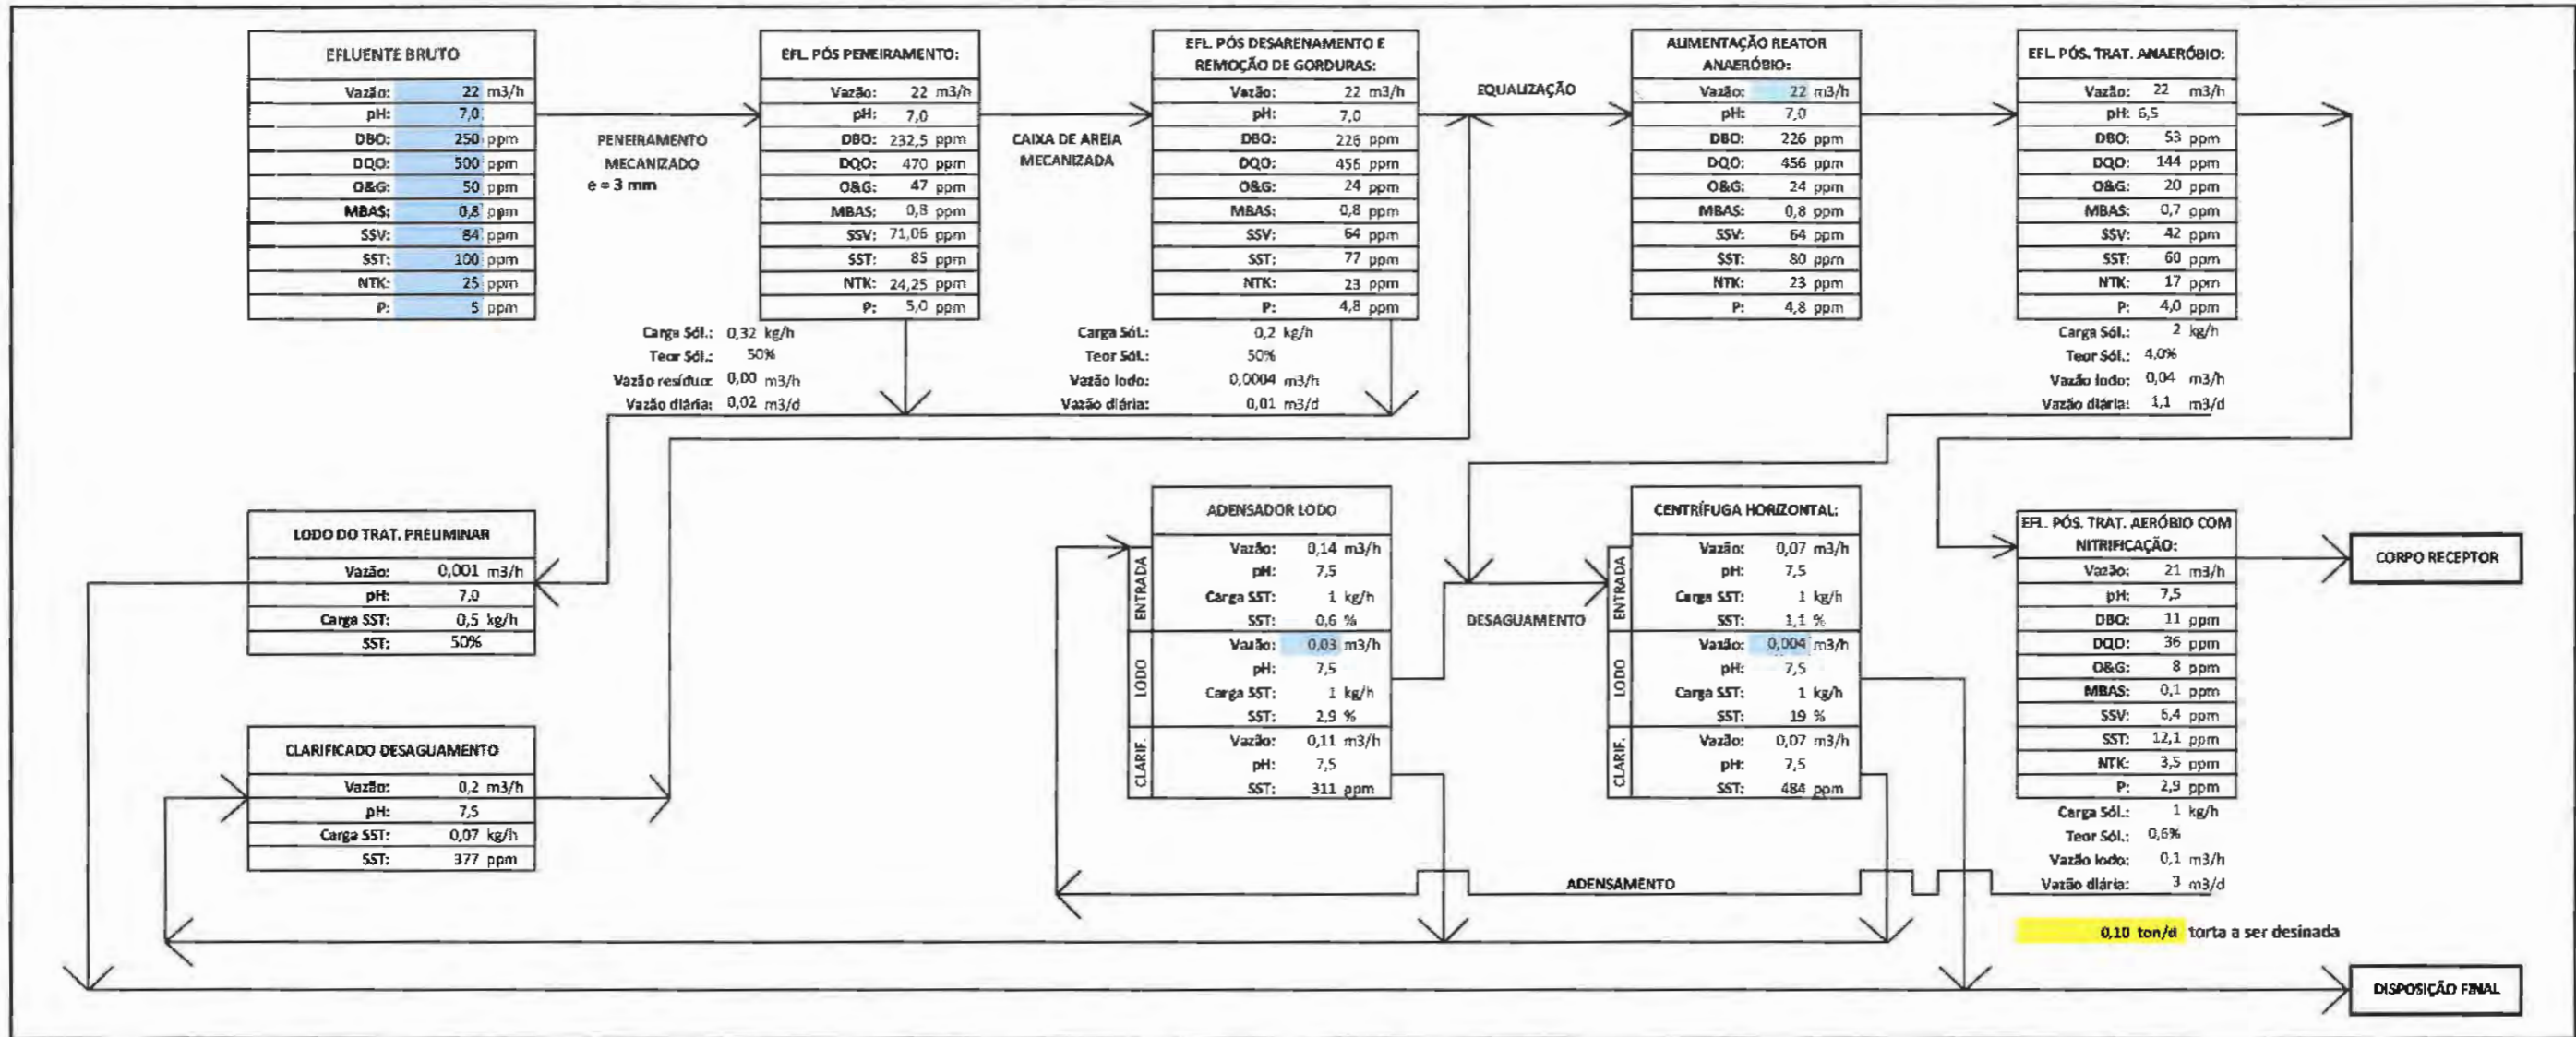 EFLUENTE BRUTO
Vazão: 22 m3/h
pH: 7,0
DBO: 250 ppm
DQO: 500 ppm
O&G: 50 ppm
MBAS: 0,8 ppm
SSV: 84 ppm
SST: 100 ppm
NTK: 25 ppm
P: 5 ppm
PENEIRAMENTO
MECANIZADO
e = 3 mm
EFL. PÓS PENEIRAMENTO:
Vazão: 22 m3/h
pH: 7,0
DBO: 232,5 ppm
DQO: 470 ppm
O&G: 47 ppm
MBAS: 0,8 ppm
SSV: 71,06 ppm
SST: 85 ppm
NTK: 24,25 ppm
P: 5,0 ppm
Carga Sól.: 0,32 kg/h
Teor Sól.: 50%
Vazão resíduo: 0,00 m3/h
Vazão diária: 0,02 m3/d
CAIXA DE AREIA
MECANIZADA
EFL. PÓS DESARENAMENTO E
REMOÇÃO DE GORDURAS:
Vazão: 22 m3/h
pH: 7,0
DBO: 226 ppm
DQO: 456 ppm
O&G: 24 ppm
MBAS: 0,8 ppm
SSV: 64 ppm
SST: 77 ppm
NTK: 23 ppm
P: 4,8 ppm
Carga Sól.: 0,2 kg/h
Teor Sól.: 50%
Vazão lodo: 0,0004 m3/h
Vazão diária: 0,01 m3/d
EQUALIZAÇÃO
ALIMENTAÇÃO REATOR
ANAERÓBIO:
Vazão: 22 m3/h
pH: 7,0
DBO: 226 ppm
DQO: 456 ppm
O&G: 24 ppm
MBAS: 0,8 ppm
SSV: 64 ppm
SST: 80 ppm
NTK: 23 ppm
P: 4,8 ppm
EFL. PÓS. TRAT. ANAERÓBIO:
Vazão: 22 m3/h
pH: 6,5
DBO: 53 ppm
DQO: 144 ppm
O&G: 20 ppm
MBAS: 0,7 ppm
SSV: 42 ppm
SST: 60 ppm
NTK: 17 ppm
P: 4,0 ppm
Carga Sól.: 2 kg/h
Teor Sól.: 4,0%
Vazão lodo: 0,04 m3/h
Vazão diária: 1,1 m3/d
LODO DO TRAT. PRELIMINAR
Vazão: 0,001 m3/h
pH: 7,0
Carga SST: 0,5 kg/h
SST: 50%
CLARIFICADO DESAGUAMENTO
Vazão: 0,2 m3/h
pH: 7,5
Carga SST: 0,07 kg/h
SST: 377 ppm
ADENSADOR LODO
ENTRADA
Vazão: 0,14 m3/h
pH: 7,5
Carga SST: 1 kg/h
SST: 0,6 %
LODO
Vazão: 0,03 m3/h
pH: 7,5
Carga SST: 1 kg/h
SST: 2,9 %
CLARIF.
Vazão: 0,11 m3/h
pH: 7,5
SST: 311 ppm
DESAGUAMENTO
CENTRÍFUGA HORIZONTAL:
ENTRADA
Vazão: 0,07 m3/h
pH: 7,5
Carga SST: 1 kg/h
SST: 1,1 %
LODO
Vazão: 0,004 m3/h
pH: 7,5
Carga SST: 1 kg/h
SST: 19 %
CLARIF.
Vazão: 0,07 m3/h
pH: 7,5
SST: 484 ppm
ADENSAMENTO
EFL. PÓS. TRAT. AERÓBIO COM
NITRIFICAÇÃO:
Vazão: 21 m3/h
pH: 7,5
DBO: 11 ppm
DQO: 36 ppm
O&G: 8 ppm
MBAS: 0,1 ppm
SSV: 6,4 ppm
SST: 12,1 ppm
NTK: 3,5 ppm
P: 2,9 ppm
Carga Sól.: 1 kg/h
Teor Sól.: 0,6%
Vazão lodo: 0,1 m3/h
Vazão diária: 3 m3/d
0,10 ton/d torta a ser desinada
CORPO RECEPTOR
DISPOSIÇÃO FINAL